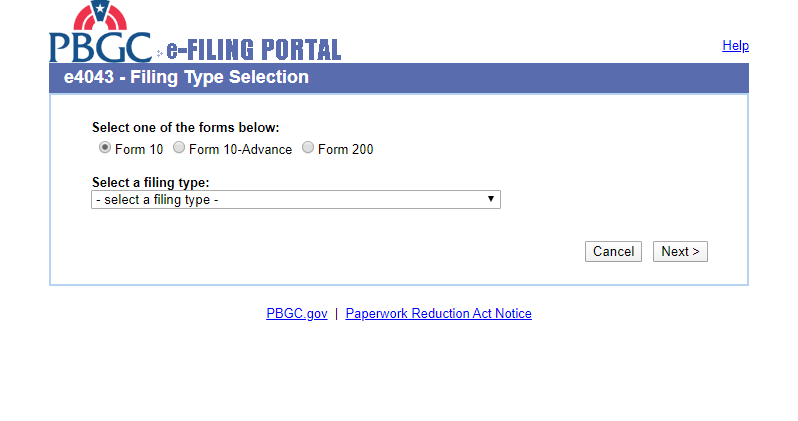 PBGC e-FILING PORTAL
Help
e4043 - Filing Type Selection
Select one of the forms below:
Form 10 Form 10-Advance Form 200
Select a filing type:
- select a filing type -
Cancel Next >
PBGC.gov | Paperwork Reduction Act Notice